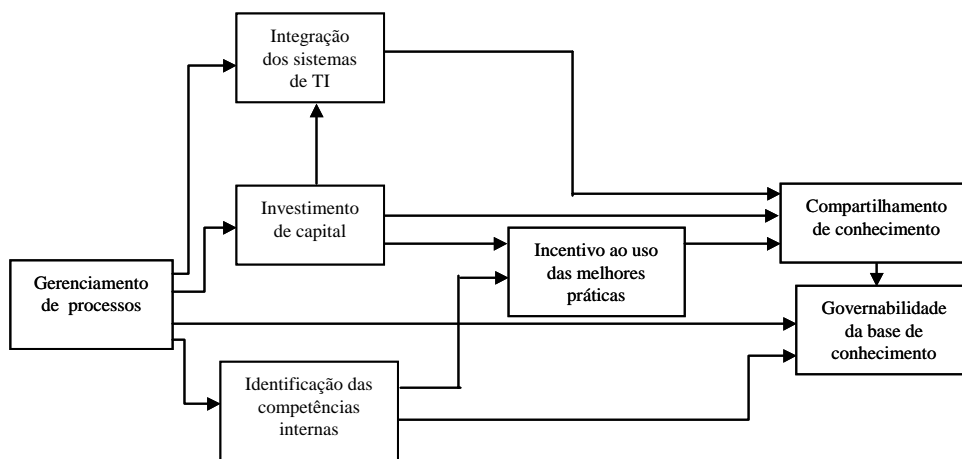 Integração
dos sistemas
de TI
Investimento
de capital
Compartilhamento
de conhecimento
Incentivo ao uso
das melhores
práticas
Gerenciamento
de processos
Governabilidade
da base de
conhecimento
Identificação das
competências
internas